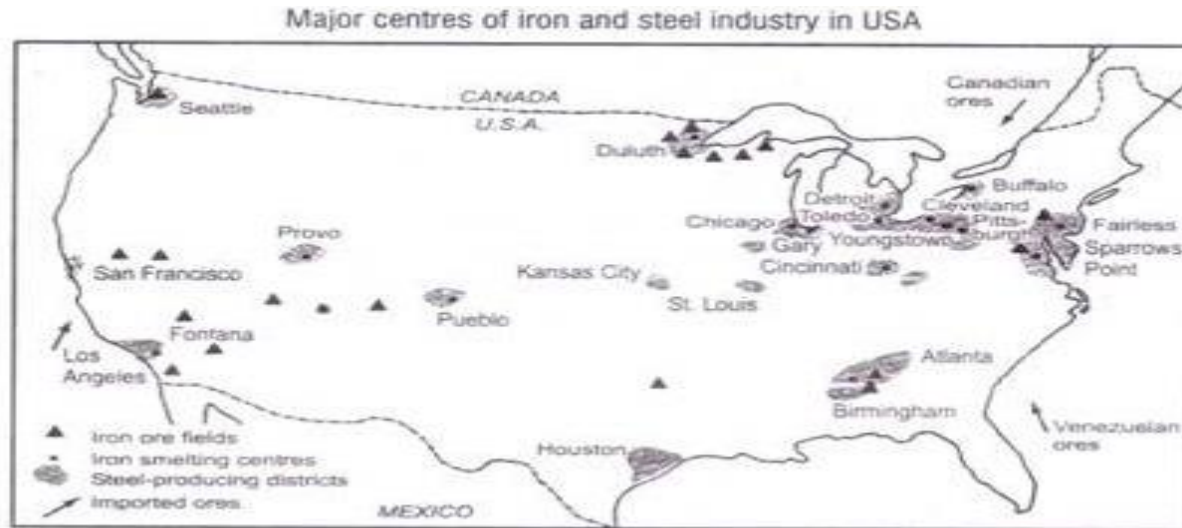 Major centres of iron and steel industry in USA
CANADA
U.S.A.
Canadian
ores
Seattle
Duluth
Buffalo
Detroit
Cleveland
Chicago
Toledo
Pitts-
burgh
Fairless
Gary
Youngstown
Sparrows
Point
Provo
San Francisco
Kansas City
Cincinnati
St. Louis
Pueblo
Fontana
Los
Angeles
Atlanta
Birmingham
Houston
Venezuelan
ores
Iron ore fields
Iron smelting centres
Steel-producing districts
Imported ores
MEXICO